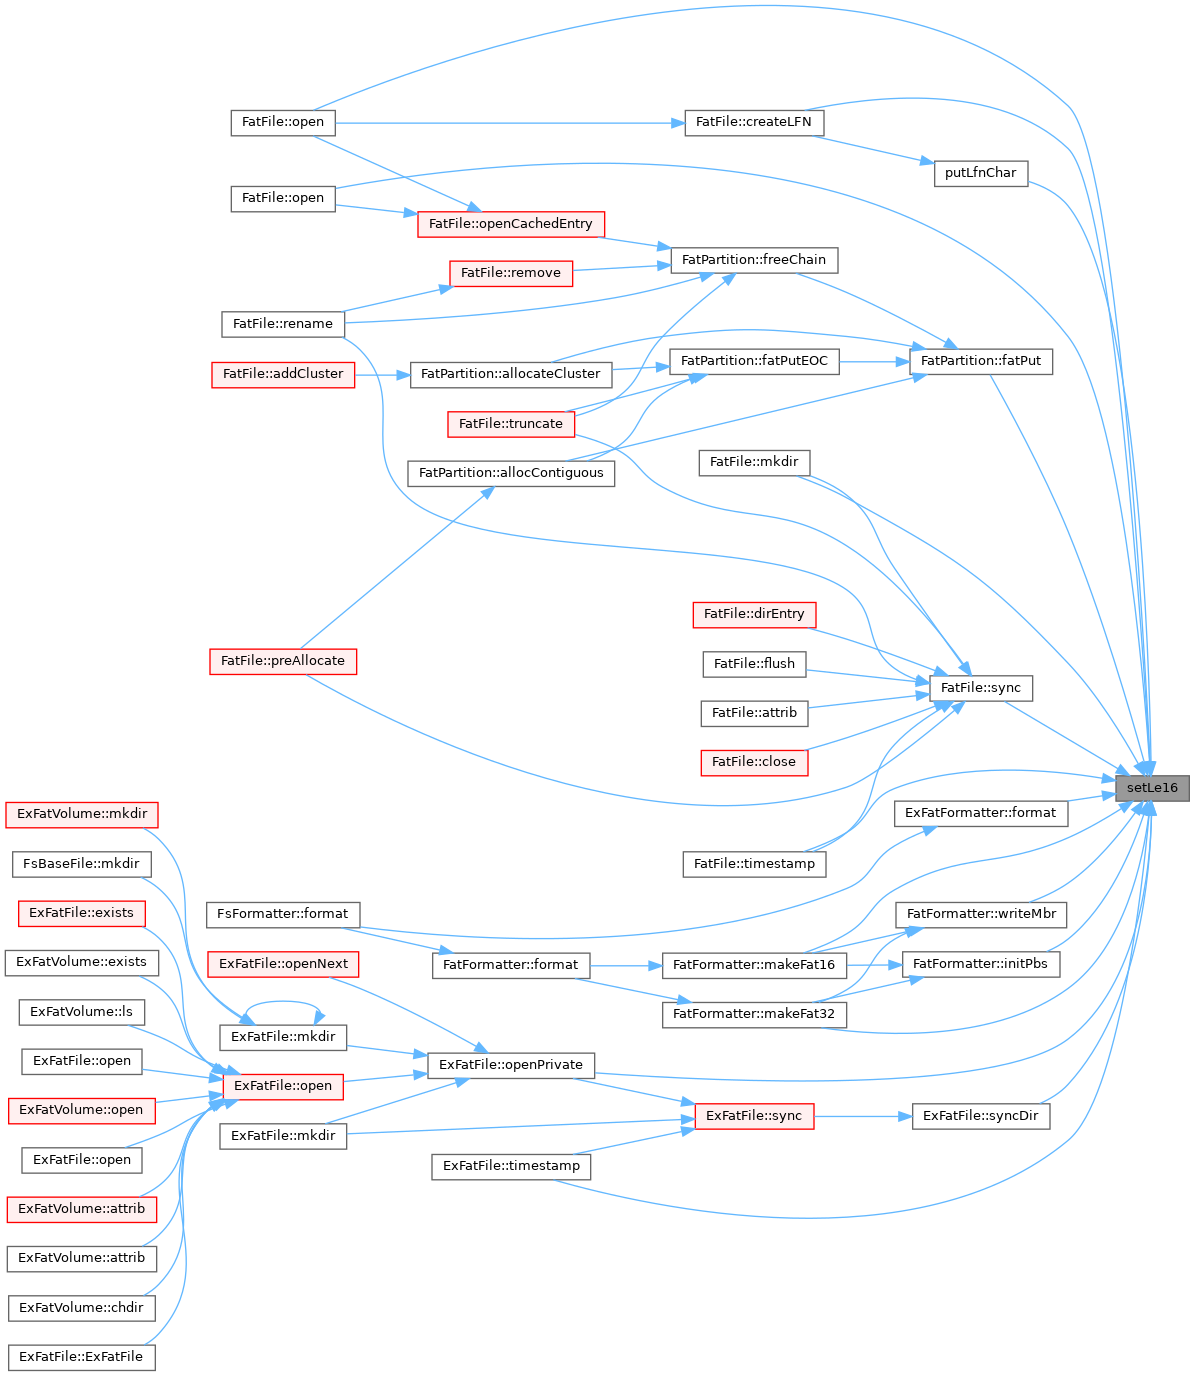 FatFile::open
FatFile::createLFN
putLfnChar
FatFile::open
FatFile::openCachedEntry
FatPartition::freeChain
FatFile::remove
FatFile::rename
FatPartition::fatPutEOC
FatPartition::fatPut
FatFile::addCluster
FatPartition::allocateCluster
FatFile::truncate
FatFile::mkdir
FatPartition::allocContiguous
FatFile::dirEntry
FatFile::preAllocate
FatFile::flush
FatFile::sync
FatFile::attrib
FatFile::close
setLe16
ExFatVolume::mkdir
ExFatFormatter::format
FsBaseFile::mkdir
FatFile::timestamp
ExFatFile::exists
FsFormatter::format
FatFormatter::writeMbr
ExFatVolume::exists
ExFatFile::openNext
FatFormatter::format
FatFormatter::makeFat16
FatFormatter::initPbs
ExFatVolume::ls
FatFormatter::makeFat32
ExFatFile::mkdir
ExFatFile::open
ExFatFile::openPrivate
ExFatFile::open
ExFatVolume::open
ExFatFile::sync
ExFatFile::syncDir
ExFatFile::mkdir
ExFatFile::open
ExFatFile::timestamp
ExFatVolume::attrib
ExFatVolume::attrib
ExFatVolume::chdir
ExFatFile::ExFatFile